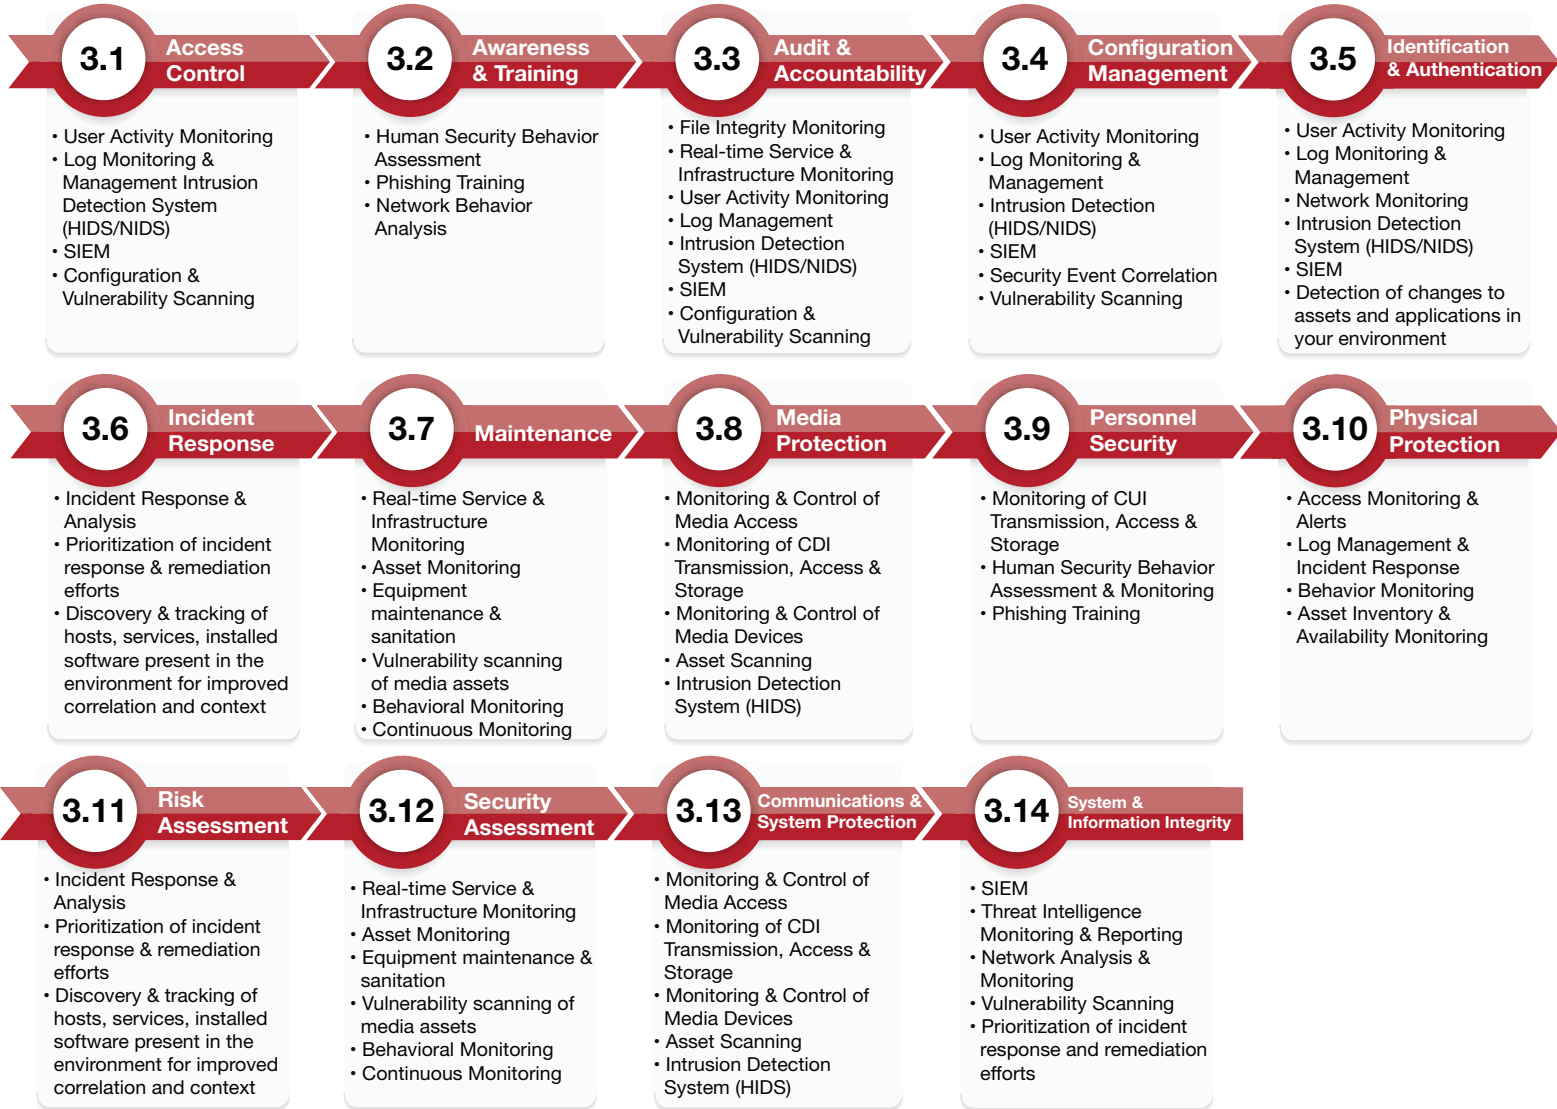 3.1
Access
Control
• User Activity Monitoring
• Log Monitoring &
Management Intrusion
Detection System
(HIDS/NIDS)
• SIEM
• Configuration &
Vulnerability Scanning
3.2
Awareness
& Training
• Human Security Behavior
Assessment
• Phishing Training
• Network Behavior
Analysis
3.3
Audit &
Accountability
• File Integrity Monitoring
• Real-time Service &
Infrastructure Monitoring
• User Activity Monitoring
• Log Management
• Intrusion Detection
System (HIDS/NIDS)
• SIEM
• Configuration &
Vulnerability Scanning
3.4
Configuration
Management
• User Activity Monitoring
• Log Monitoring &
Management
• Intrusion Detection
(HIDS/NIDS)
• SIEM
• Security Event Correlation
• Vulnerability Scanning
3.5
Identification
& Authentication
• User Activity Monitoring
• Log Monitoring &
Management
• Network Monitoring
• Intrusion Detection
System (HIDS/NIDS)
• SIEM
• Detection of changes to
assets and applications in
your environment
3.6
Incident
Response
• Incident Response &
Analysis
• Prioritization of incident
response & remediation
efforts
• Discovery & tracking of
hosts, services, installed
software present in the
environment for improved
correlation and context
3.7
Maintenance
• Real-time Service &
Infrastructure
Monitoring
• Asset Monitoring
• Equipment
maintenance &
sanitation
• Vulnerability scanning
of media assets
• Behavioral Monitoring
• Continuous Monitoring
3.8
Media
Protection
• Monitoring & Control of
Media Access
• Monitoring of CDI
Transmission, Access &
Storage
• Monitoring & Control of
Media Devices
• Asset Scanning
• Intrusion Detection
System (HIDS)
3.9
Personnel
Security
• Monitoring of CUI
Transmission, Access &
Storage
• Human Security Behavior
Assessment & Monitoring
• Phishing Training
3.10
Physical
Protection
• Access Monitoring &
Alerts
• Log Management &
Incident Response
• Behavior Monitoring
• Asset Inventory &
Availability Monitoring
3.11
Risk
Assessment
• Incident Response &
Analysis
• Prioritization of incident
response & remediation
efforts
• Discovery & tracking of
hosts, services, installed
software present in the
environment for improved
correlation and context
3.12
Security
Assessment
• Real-time Service &
Infrastructure Monitoring
• Asset Monitoring
• Equipment maintenance &
sanitation
• Vulnerability scanning of
media assets
• Behavioral Monitoring
• Continuous Monitoring
3.13
Communications &
System Protection
• Monitoring & Control of
Media Access
• Monitoring of CDI
Transmission, Access &
Storage
• Monitoring & Control of
Media Devices
• Asset Scanning
• Intrusion Detection
System (HIDS)
3.14
System &
Information Integrity
• SIEM
• Threat Intelligence
Monitoring & Reporting
• Network Analysis &
Monitoring
• Vulnerability Scanning
• Prioritization of incident
response and remediation
efforts